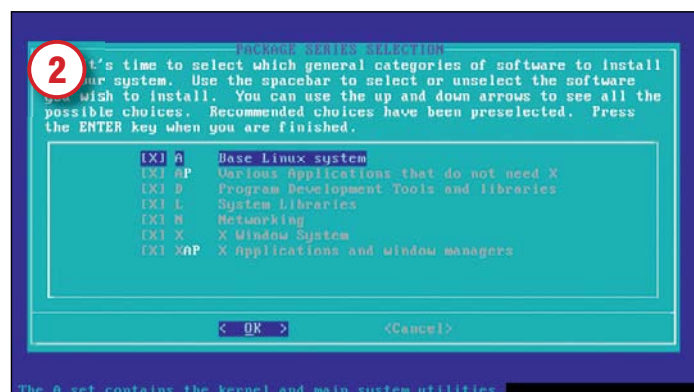 PACKAGE SERIES SELECTION
2
t's time to select which general categories of software to install
ur system. Use the spacebar to select or unselect the software
you wish to install. You can use the up and down arrows to see all the
possible choices. Recommended choices have been preselected. Press
the ENTER key when you are finished.
[X] A Base Linux system
[X] AP Various Applications that do not need X
[X] D Program Development Tools and libraries
[X] L System Libraries
[X] N Networking
[X] X X Window System
[X] XAP X Applications and window managers
< OK > <Cancel>
The A set contains the kernel and main system utilities